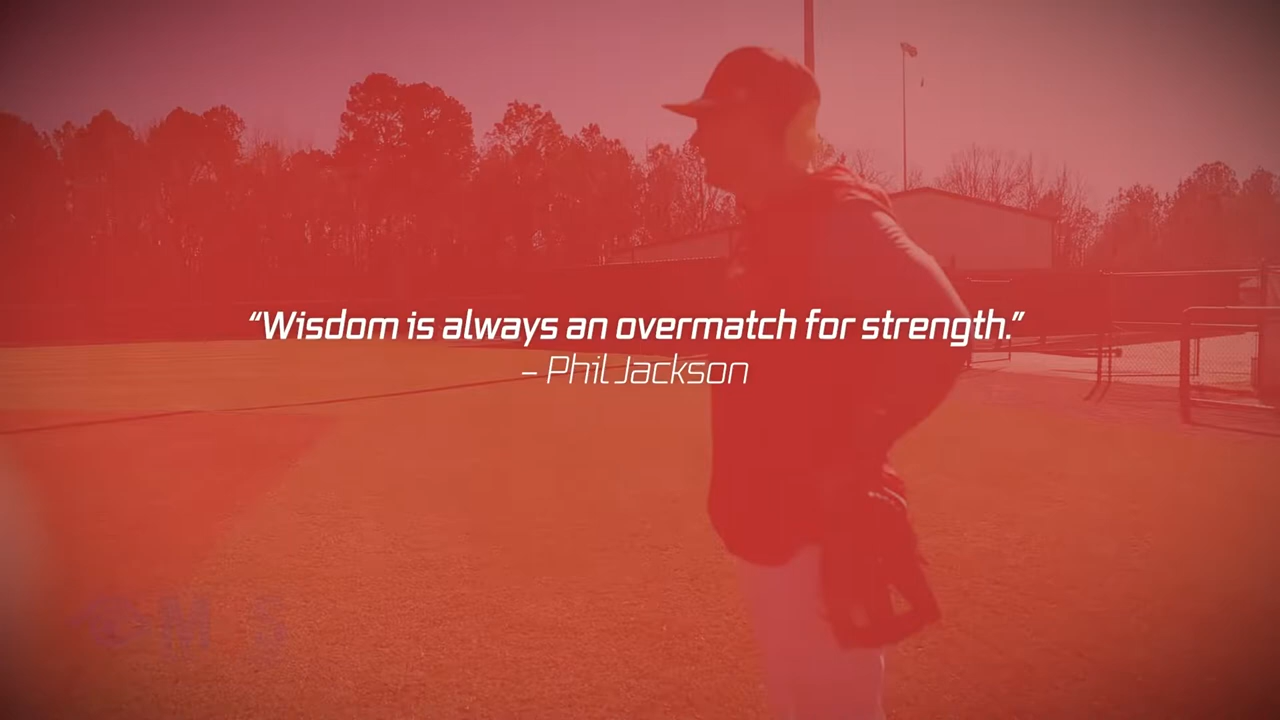 “Wisdom is always an overmatch for strength.”
– Phil Jackson